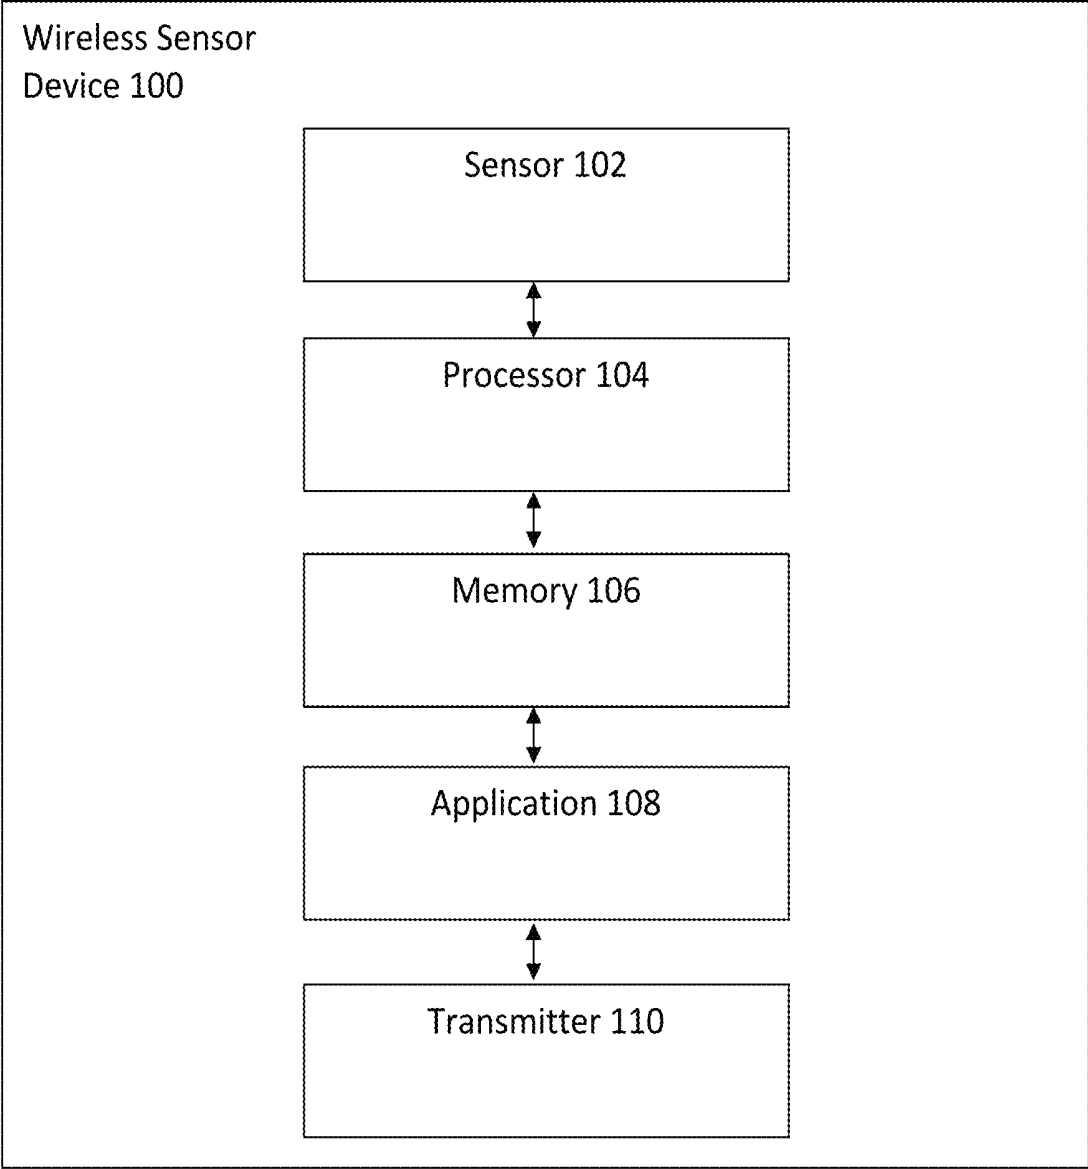 Wireless Sensor
Device 100
Sensor 102
Processor 104
Memory 106
Application 108
Transmitter 110